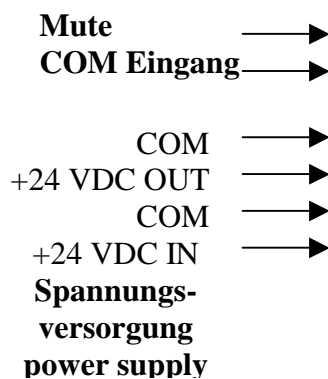 Mute
COM Eingang
COM
+24 VDC OUT
COM
+24 VDC IN
Spannungs-
versorgung
power supply